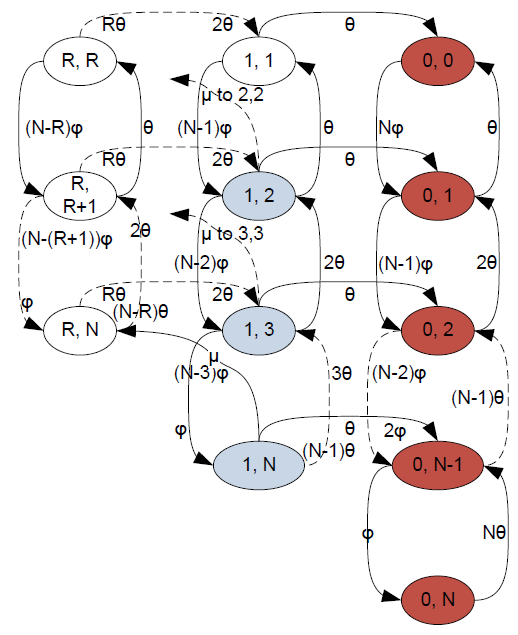 Rθ 2θ θ
R, R 1, 1 0, 0
μ to 2,2
(N-R)φ θ (N-1)φ θ Nφ θ
Rθ 2θ θ
R,
R+1 1, 2 0, 1
(N-(R+1))φ 2θ μ to 3,3
(N-2)φ 2θ (N-1)φ 2θ
φ Rθ 2θ θ
(N-R)θ
R, N 1, 3 0, 2
μ
(N-3)φ 3θ (N-2)φ
(N-1)θ
φ θ 2φ
(N-1)θ
1, N 0, N-1
φ Nθ
0, N